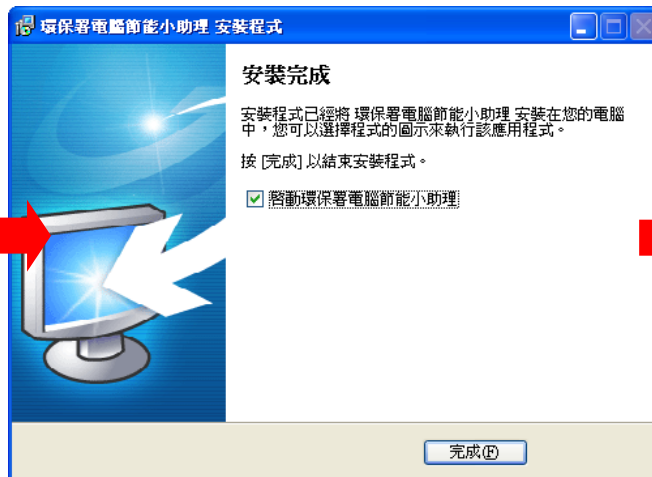 環保署電腦節能小助理 安裝程式
安裝完成
安裝程式已經將 環保署電腦節能小助理 安裝在您的電腦
中，您可以選擇程式的圖示來執行該應用程式。
按 [完成] 以結束安裝程式。
啓動環保署電腦節能小助理
完成(F)